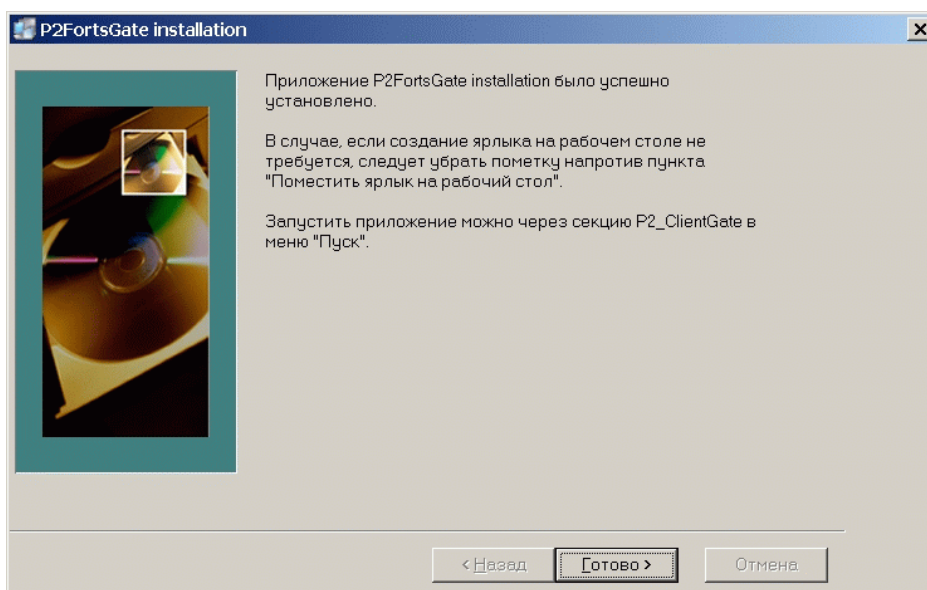 P2FortsGate installation
Приложение P2FortsGate installation было успешно
установлено.
В случае, если создание ярлыка на рабочем столе не
требуется, следует убрать пометку напротив пункта
"Поместить ярлык на рабочий стол".
Запустить приложение можно через секцию P2_ClientGate в
меню "Пуск".
< Назад
Готово >
Отмена